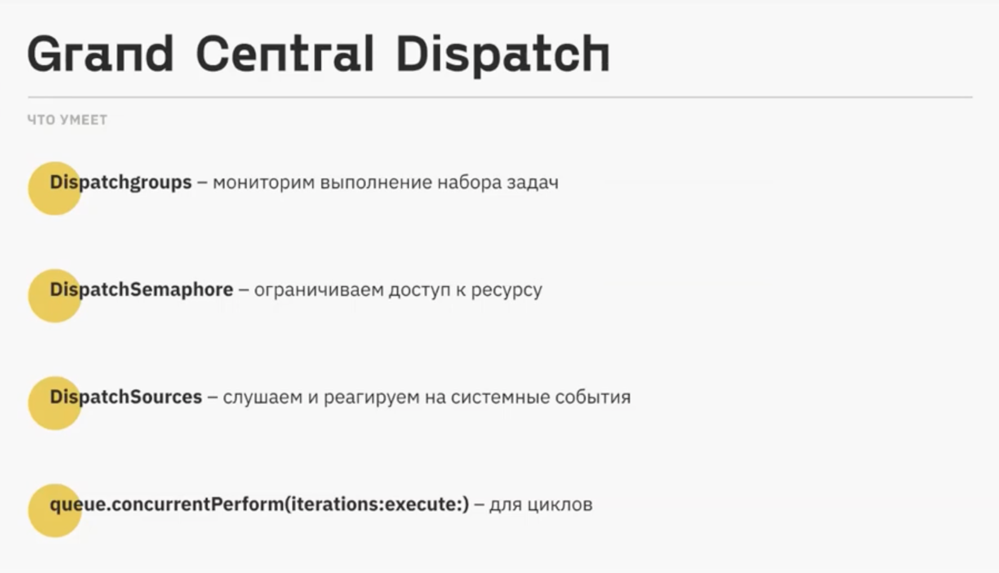 Grand Central Dispatch
ЧТО УМЕЕТ
Dispatchgroups – мониторим выполнение набора задач
DispatchSemaphore – ограничиваем доступ к ресурсу
DispatchSources – слушаем и реагируем на системные события
queue.concurrentPerform(iterations:execute:) – для циклов